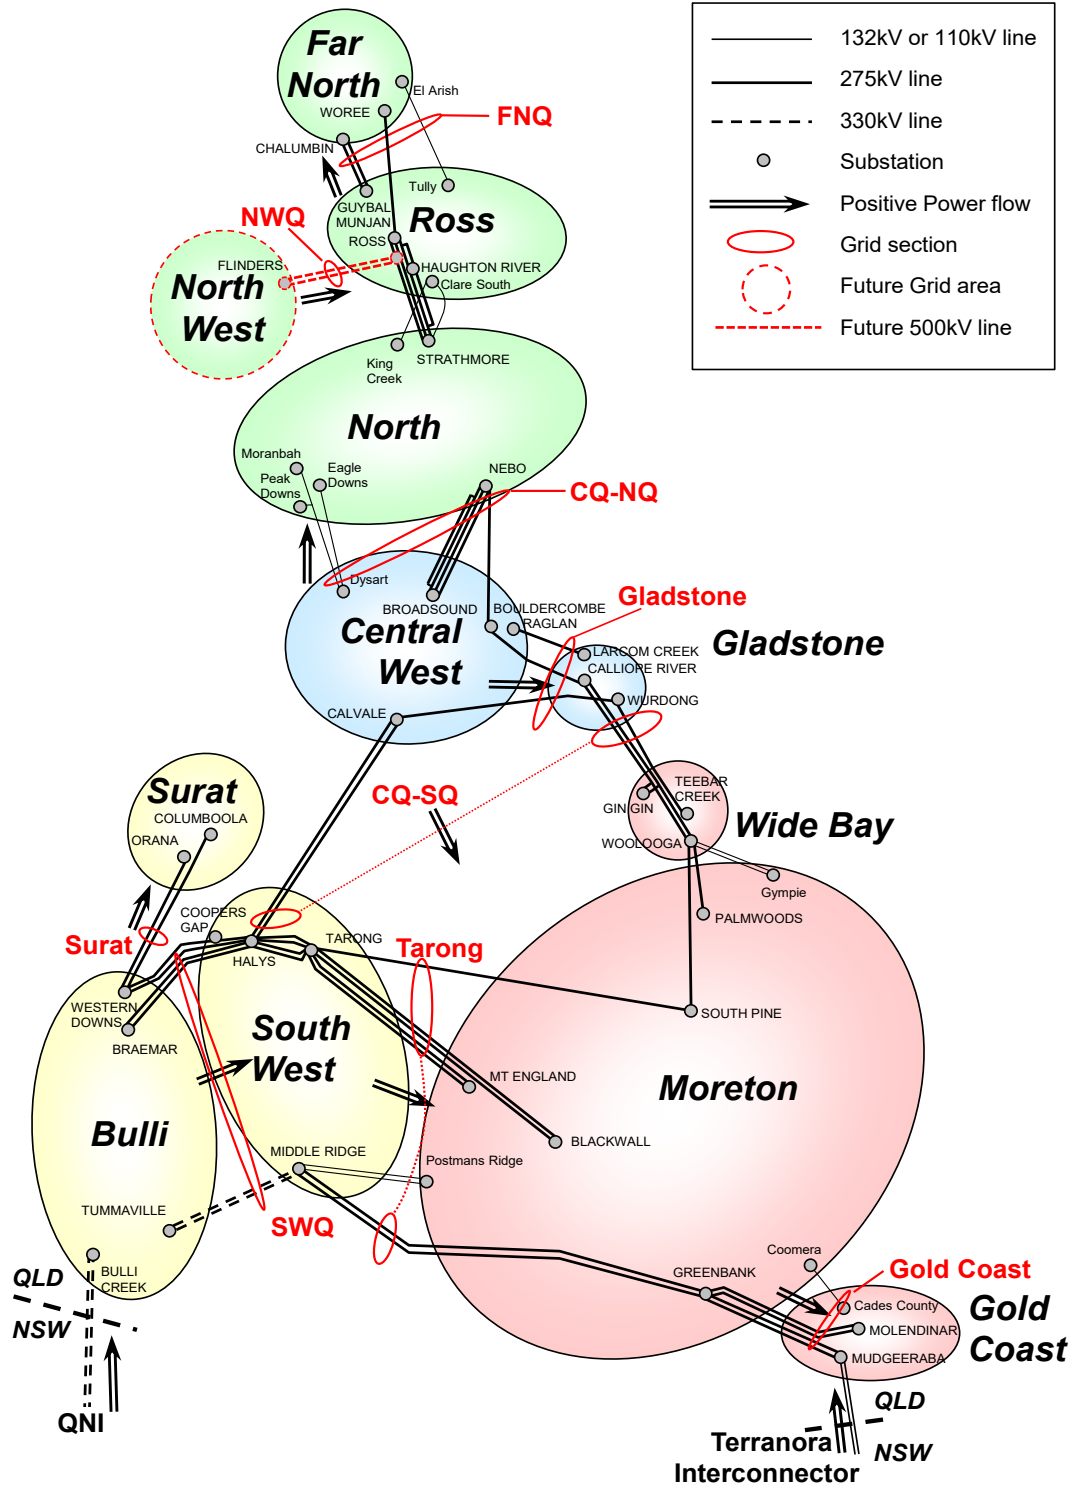 132kV or 110kV line
275kV line
330kV line
Substation
Positive Power flow
Grid section
Future Grid area
Future 500kV line
Far
North
El Arish
WOREE
FNQ
CHALUMBIN
Tully
GUYBAL
MUNJAN
Ross
NWQ
ROSS
FLINDERS
HAUGHTON RIVER
Clare South
North
West
STRATHMORE
King
Creek
North
Moranbah
Eagle
Downs
Peak
Downs
NEBO
CQ-NQ
Dysart
BROADSOUND
BOULDERCOMBE
RAGLAN
Gladstone
Central
West
LARCOM CREEK
CALLIOPE RIVER
Gladstone
WURDONG
CALVALE
Surat
COLUMBOOLA
ORANA
CQ-SQ
TEEBAR
CREEK
GIN GIN
Wide Bay
WOOLOOGA
Gympie
PALMWOODS
COOPERS
GAP
TARONG
HALYS
Surat
Tarong
WESTERN
DOWNS
BRAEMAR
SOUTH PINE
South
West
MT ENGLAND
Moreton
Bulli
BLACKWALL
MIDDLE RIDGE
Postmans Ridge
TUMMAVILLE
SWQ
BULLI
CREEK
QLD
NSW
QNI
Coomera
GREENBANK
Gold Coast
Cades County
Gold
Coast
MOLENDINAR
MUDGEERABA
QLD
NSW
Terranora
Interconnector